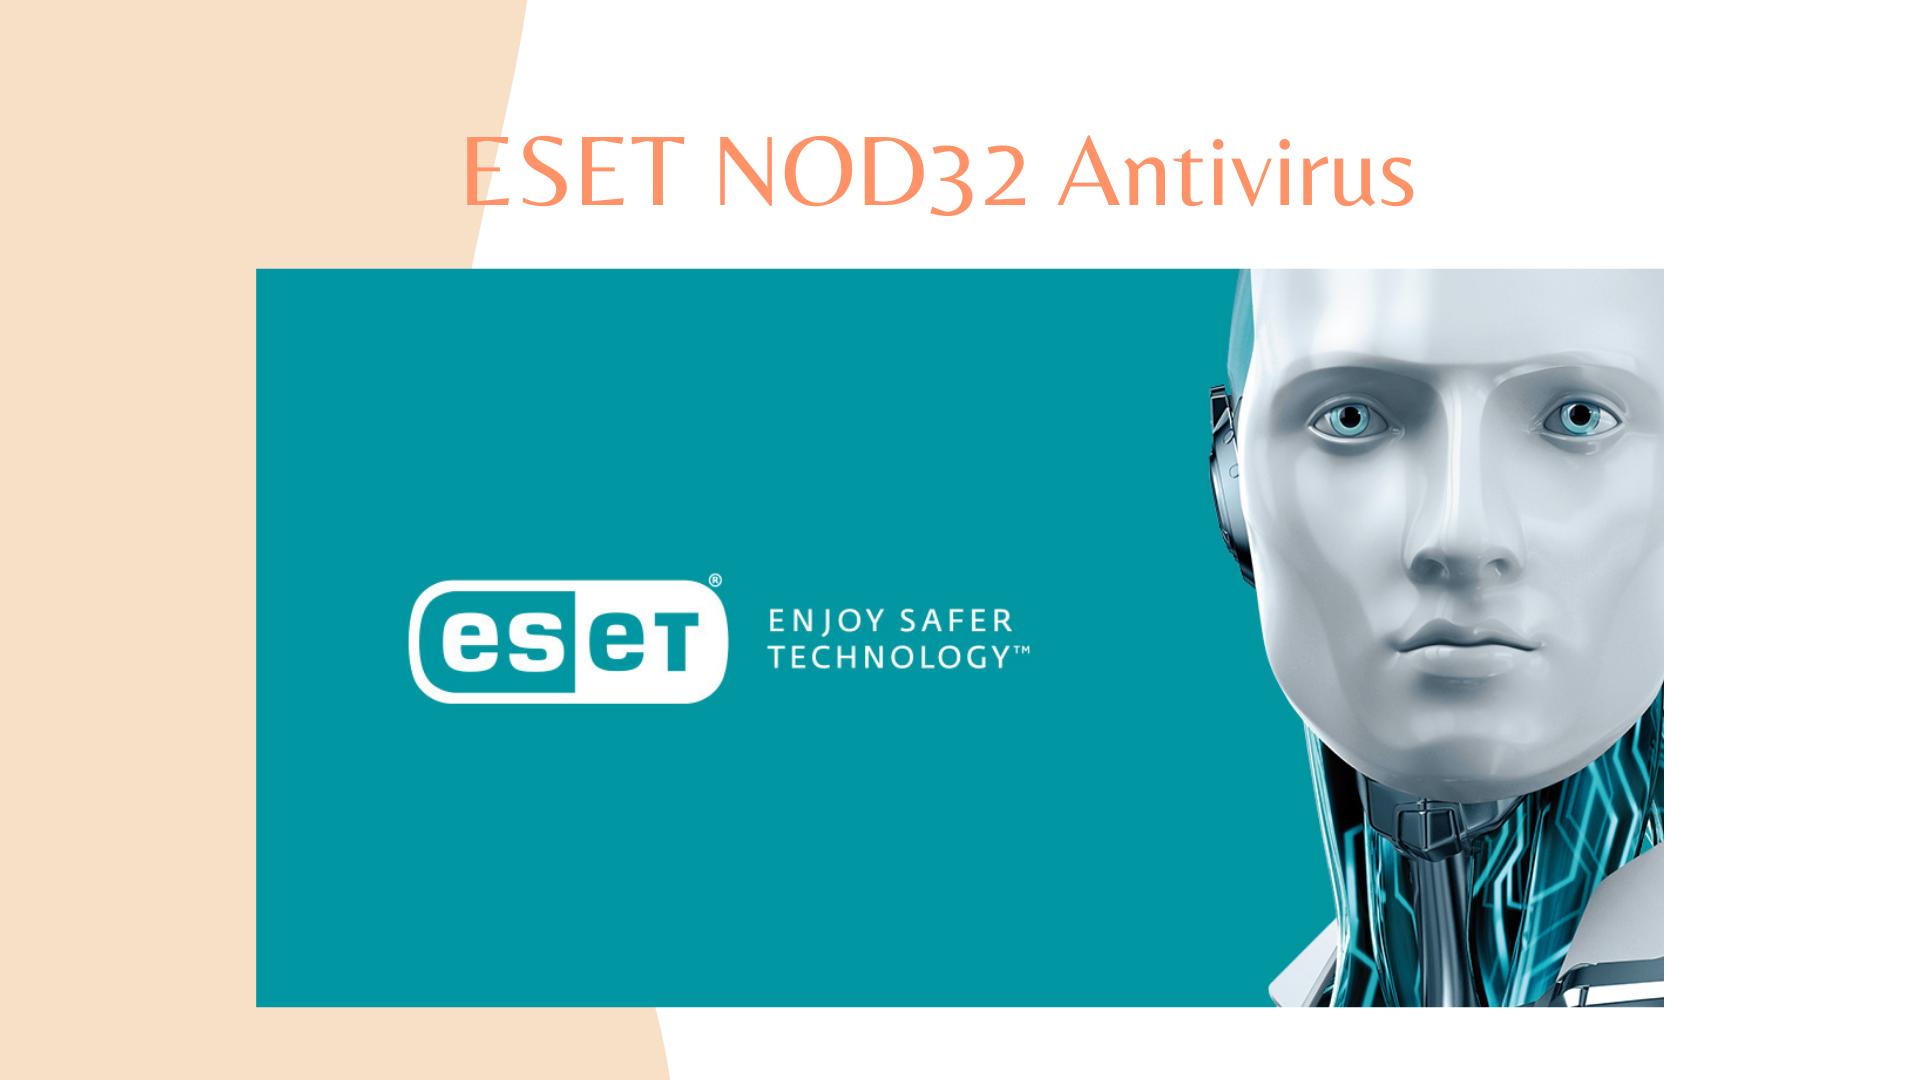 ESET NOD32 Antivirus
eset®
ENJOY SAFER
TECHNOLOGY™